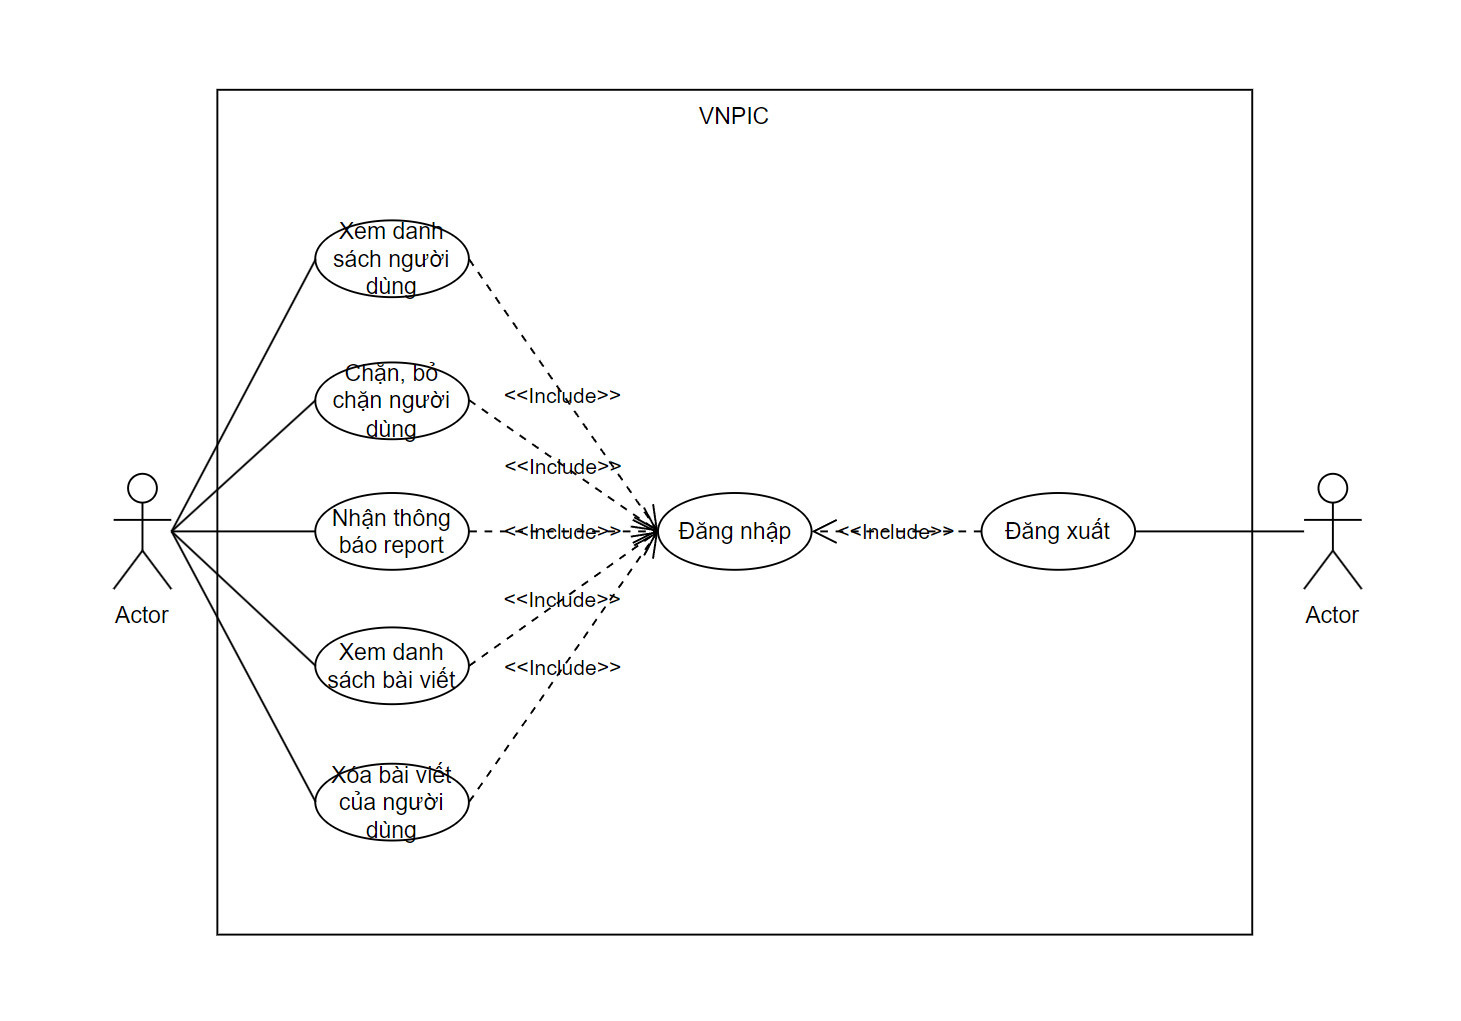 VNPIC
Xem danh
sách người
dùng
Chặn, bỏ
chặn người
dùng
<<Include>>
<<Include>>
Nhận thông
báo report
<<Include>>
Đăng nhập
<<Include>>
Đăng xuất
<<Include>>
Actor
Actor
Xem danh
sách bài viết
<<Include>>
Xóa bài viết
của người
dùng